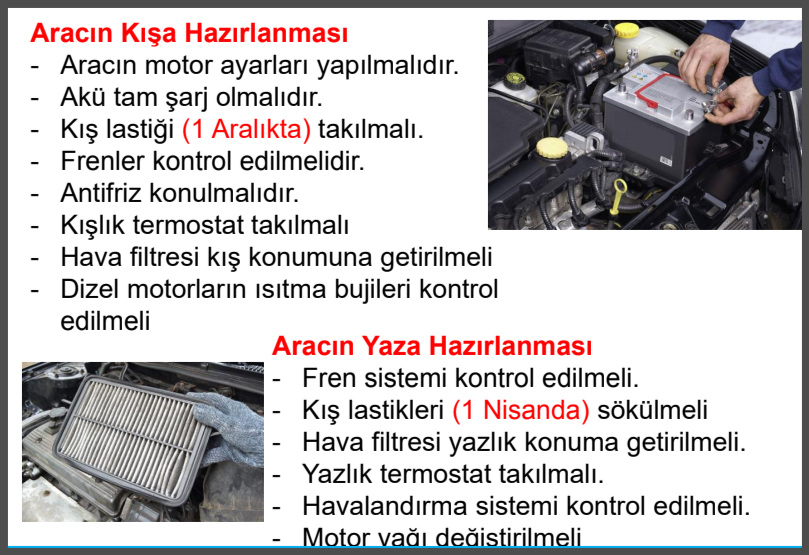 Aracın Kışa Hazırlanması
- Aracın motor ayarları yapılmalıdır.
- Akü tam şarj olmalıdır.
- Kış lastiği (1 Aralıkta) takılmalı.
- Frenler kontrol edilmelidir.
- Antifriz konulmalıdır.
- Kışlık termostat takılmalı
- Hava filtresi kış konumuna getirilmeli
- Dizel motorların ısıtma bujileri kontrol
edilmeli
Aracın Yaza Hazırlanması
- Fren sistemi kontrol edilmeli.
- Kış lastikleri (1 Nisanda) sökülmeli
- Hava filtresi yazlık konuma getirilmeli.
- Yazlık termostat takılmalı.
- Havalandırma sistemi kontrol edilmeli.
- Motor yağı değiştirilmeli